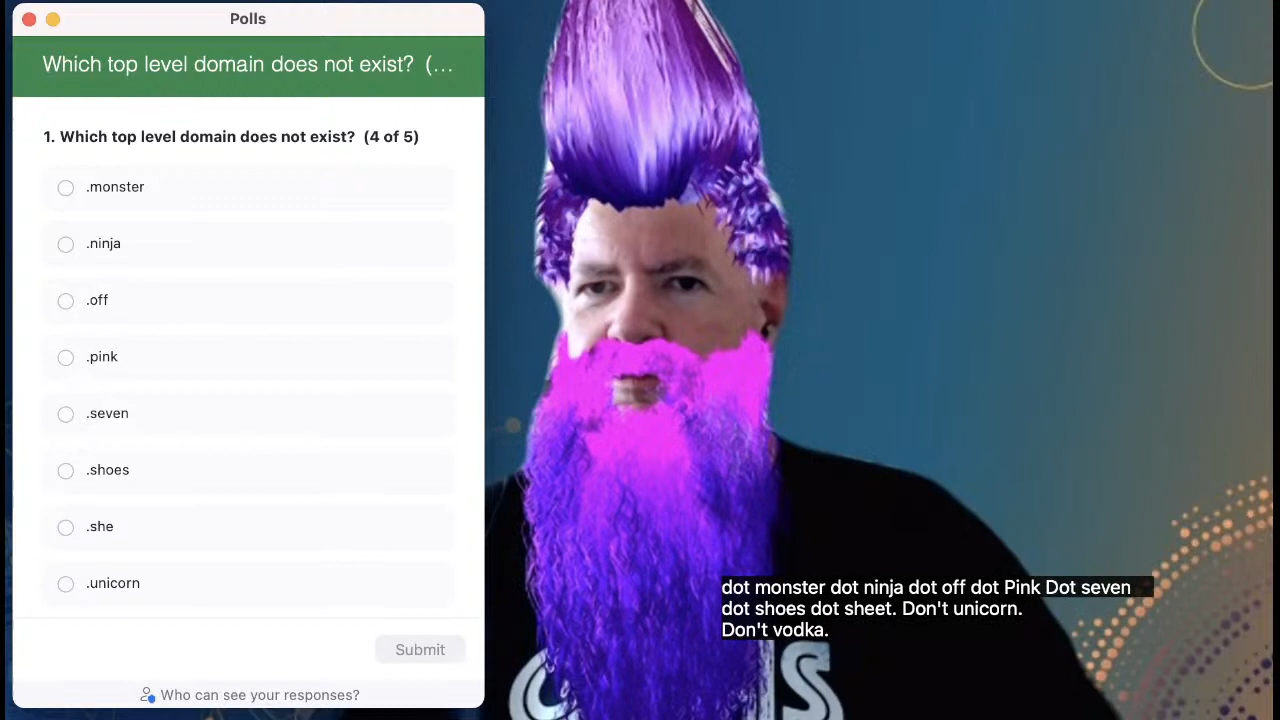 Polls
Which top level domain does not exist? (...
1. Which top level domain does not exist? (4 of 5)
.monster
.ninja
.off
.pink
.seven
.shoes
.she
.unicorn
Submit
Who can see your responses?
dot monster dot ninja dot off dot Pink Dot seven
dot shoes dot sheet. Don't unicorn.
Don't vodka.